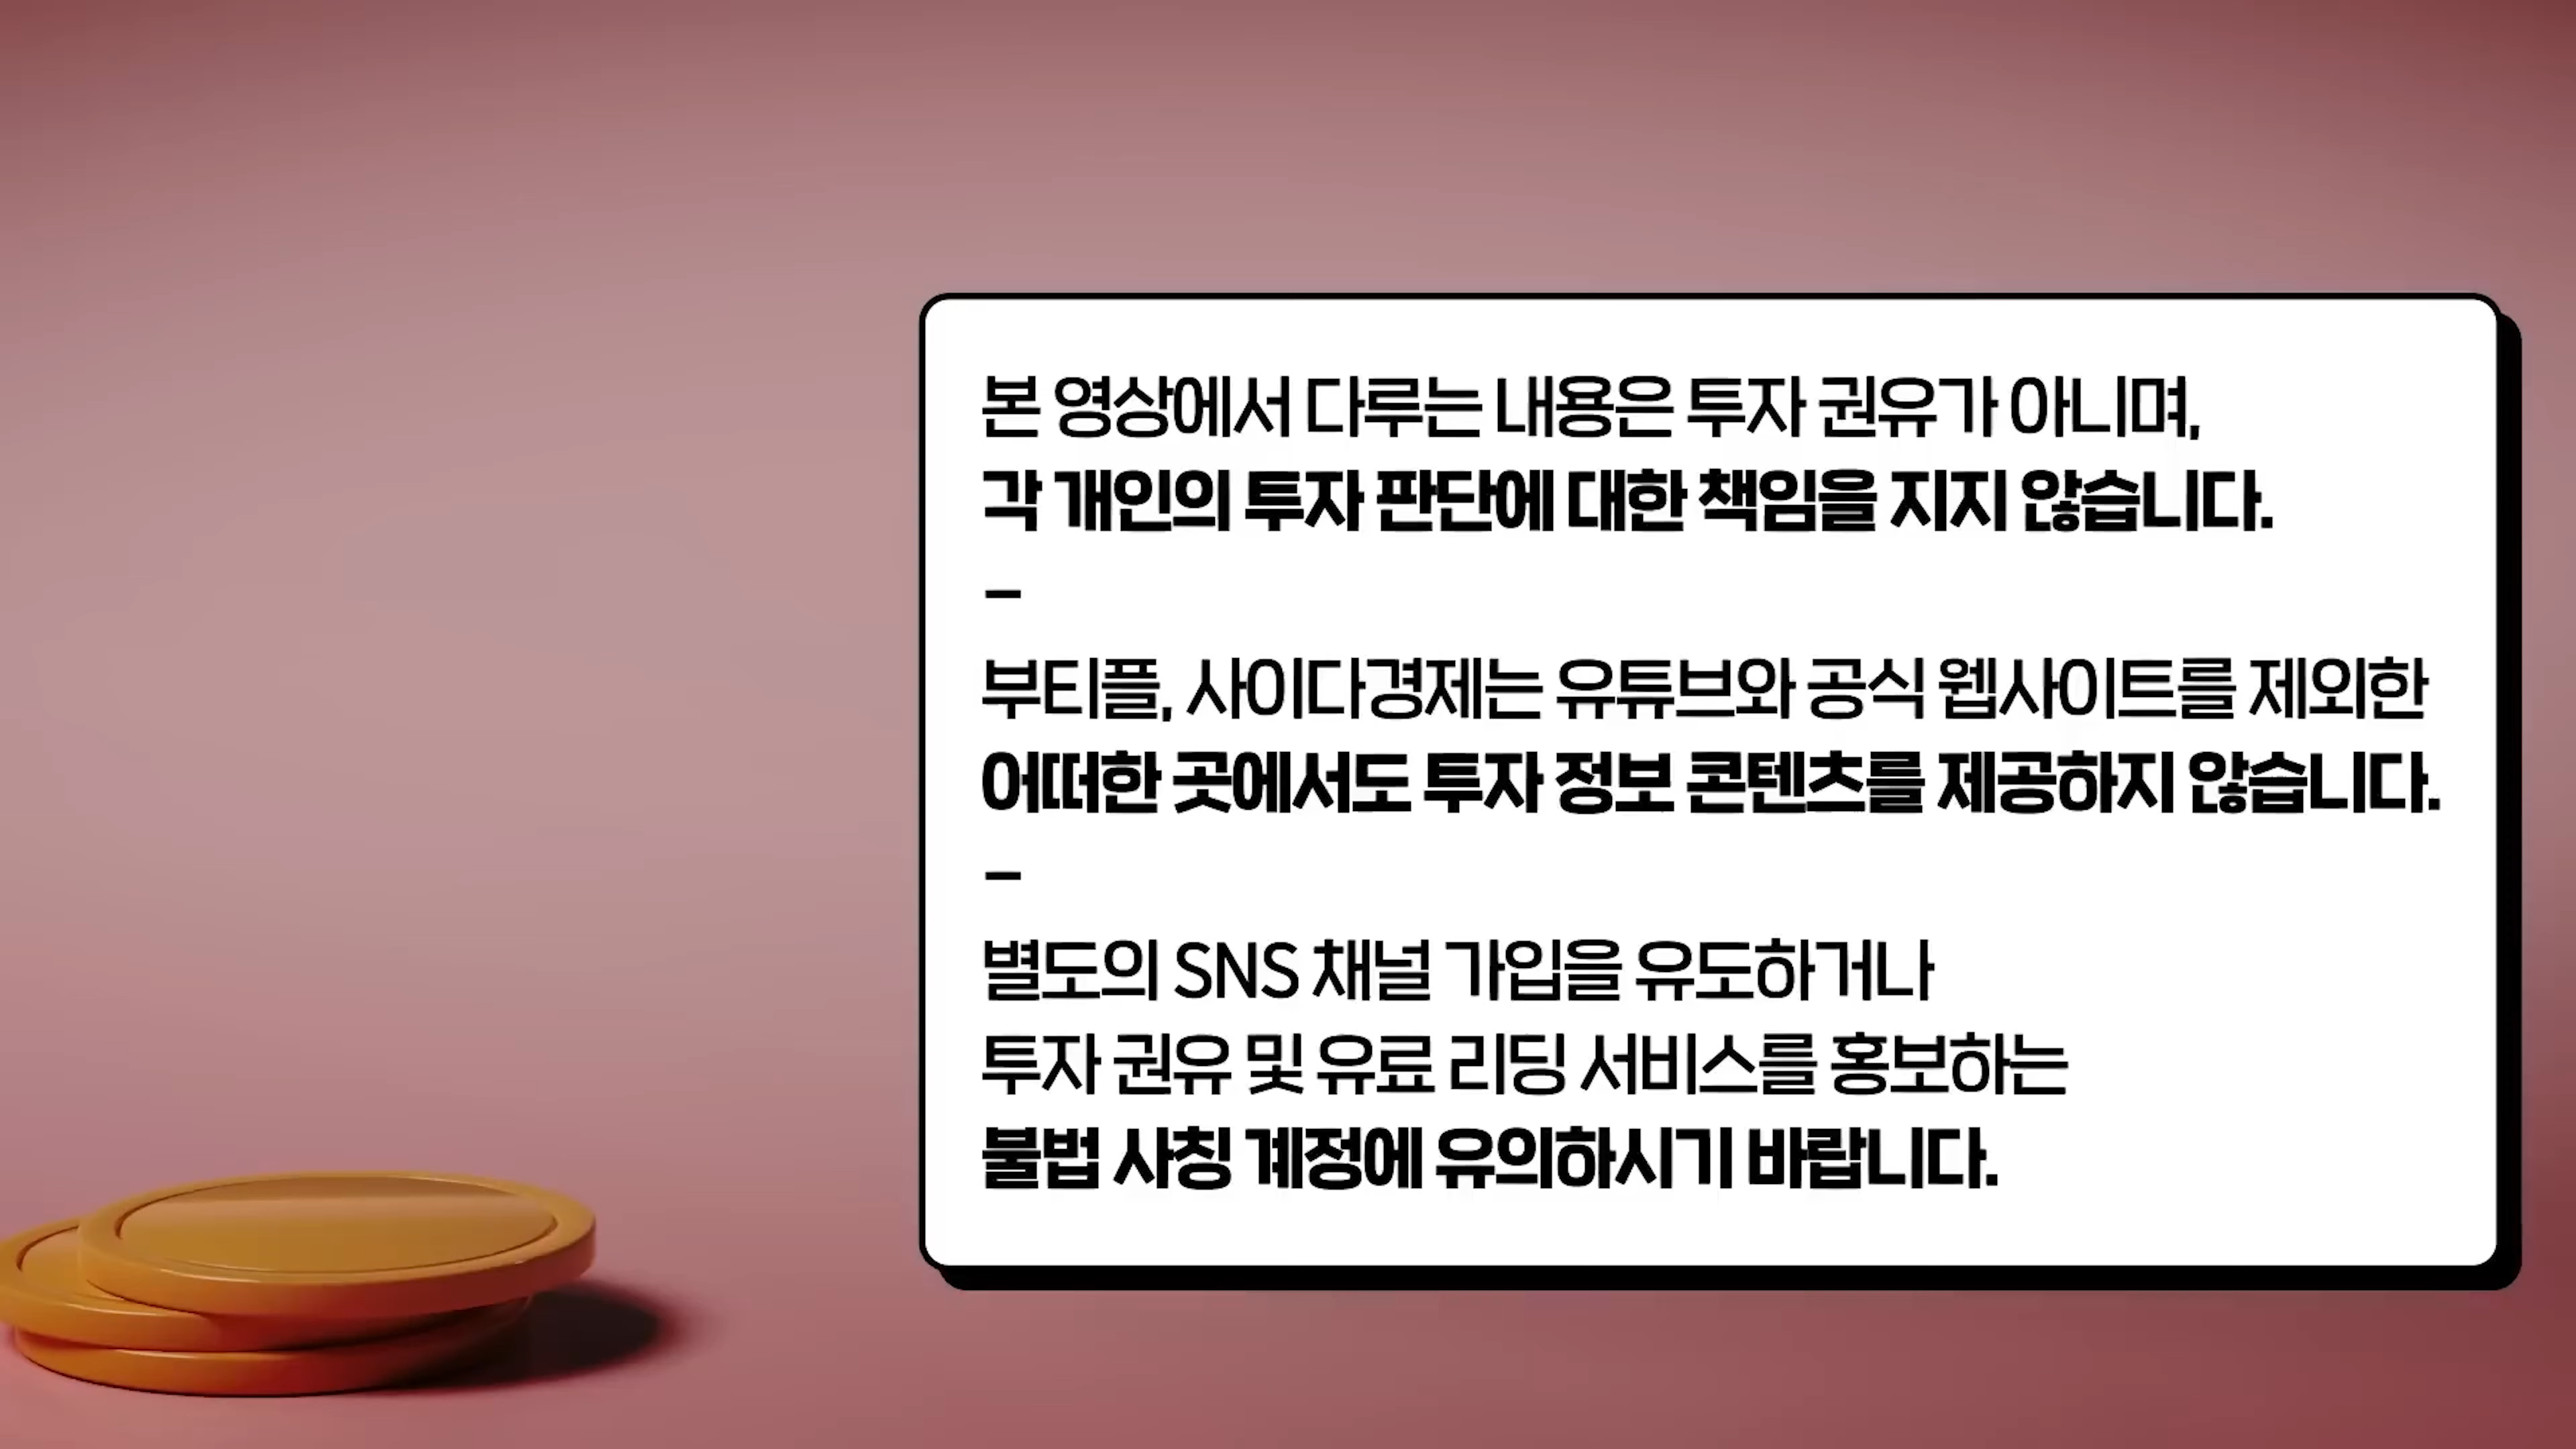 본 영상에서 다루는 내용은 투자 권유가 아니며,
각 개인의 투자 판단에 대한 책임을 지지 않습니다.
–
부티플, 사이다경제는 유튜브와 공식 웹사이트를 제외한
어떠한 곳에서도 투자 정보 콘텐츠를 제공하지 않습니다.
–
별도의 SNS 채널 가입을 유도하거나
투자 권유 및 유료 리딩 서비스를 홍보하는
불법 사칭 계정에 유의하시기 바랍니다.